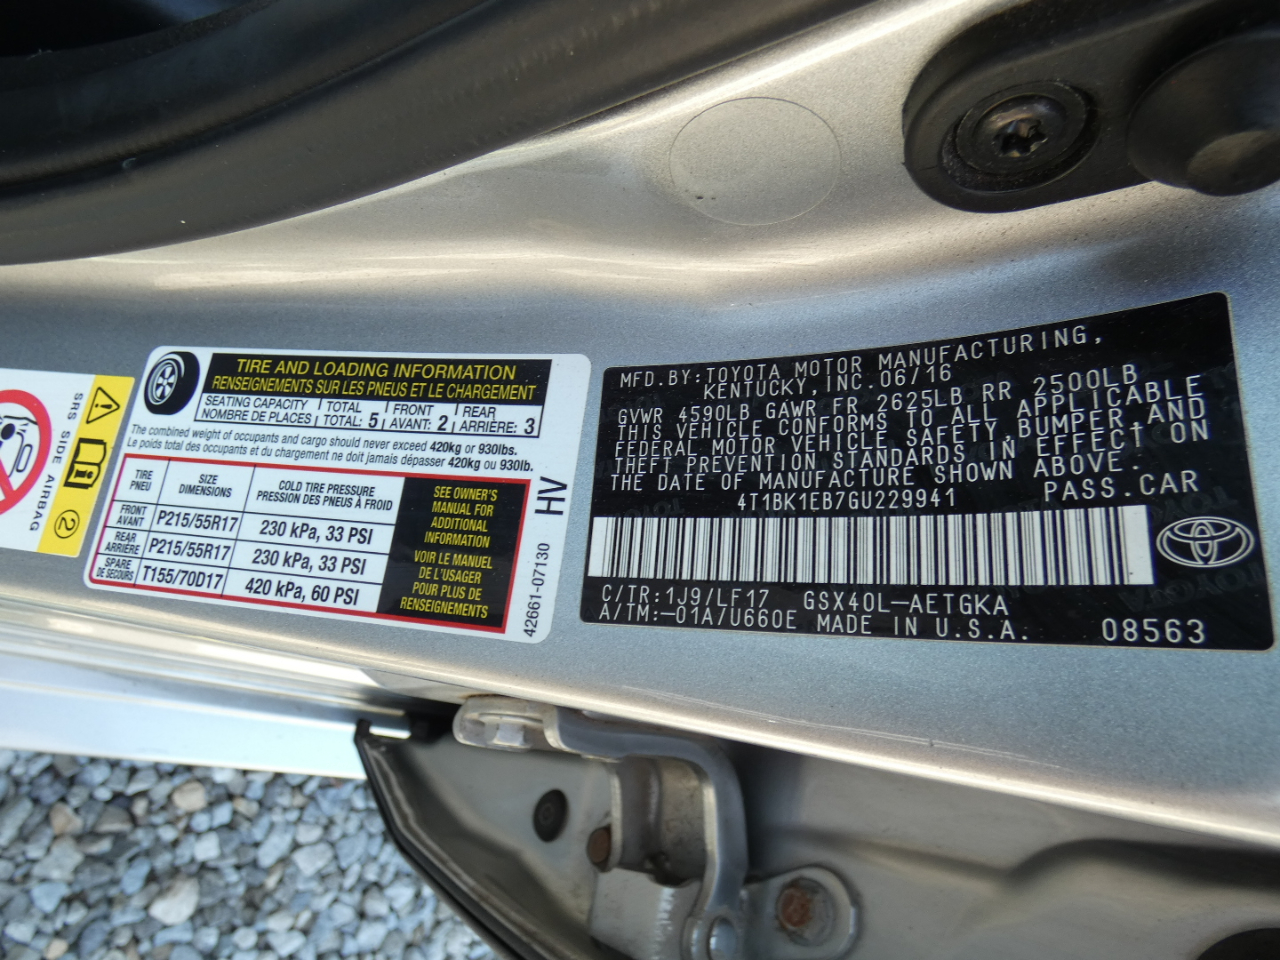 SRS SIDE AIRBAG
2
TIRE AND LOADING INFORMATION
RENSEIGNEMENTS SUR LES PNEUS ET LE CHARGEMENT
SEATING CAPACITY TOTAL FRONT REAR
NOMBRE DE PLACES TOTAL: 5 AVANT: 2 ARRIÈRE: 3
The combined weight of occupants and cargo should never exceed 420kg or 930lbs.
Le poids total des occupants et du chargement ne doit jamais dépasser 420kg ou 930lb.
TIRE SIZE COLD TIRE PRESSURE
PNEU DIMENSIONS PRESSION DES PNEUS À FROID
FRONT AVANT P215/55R17 230 kPa, 33 PSI
REAR ARRIÈRE P215/55R17 230 kPa, 33 PSI
SPARE DE SECOURS T155/70D17 420 kPa, 60 PSI
SEE OWNER'S
MANUAL FOR
ADDITIONAL
INFORMATION
VOIR LE MANUEL
DE L'USAGER
POUR PLUS DE
RENSEIGNEMENTS
42661-07130 HV
MFD.BY:TOYOTA MOTOR MANUFACTURING,
KENTUCKY, INC.06/16
GVWR 4590LB GAWR FR 2625LB RR 2500LB
THIS VEHICLE CONFORMS TO ALL APPLICABLE
FEDERAL MOTOR VEHICLE SAFETY,BUMPER,AND
THEFT PREVENTION STANDARDS IN EFFECT ON
THE DATE OF MANUFACTURE SHOWN ABOVE.
4T1BK1EB7GU229941 PASS.CAR
C/TR:1J9/LF17 GSX40L-AETGKA
A/TM:-01A/U660E MADE IN U.S.A. 08563